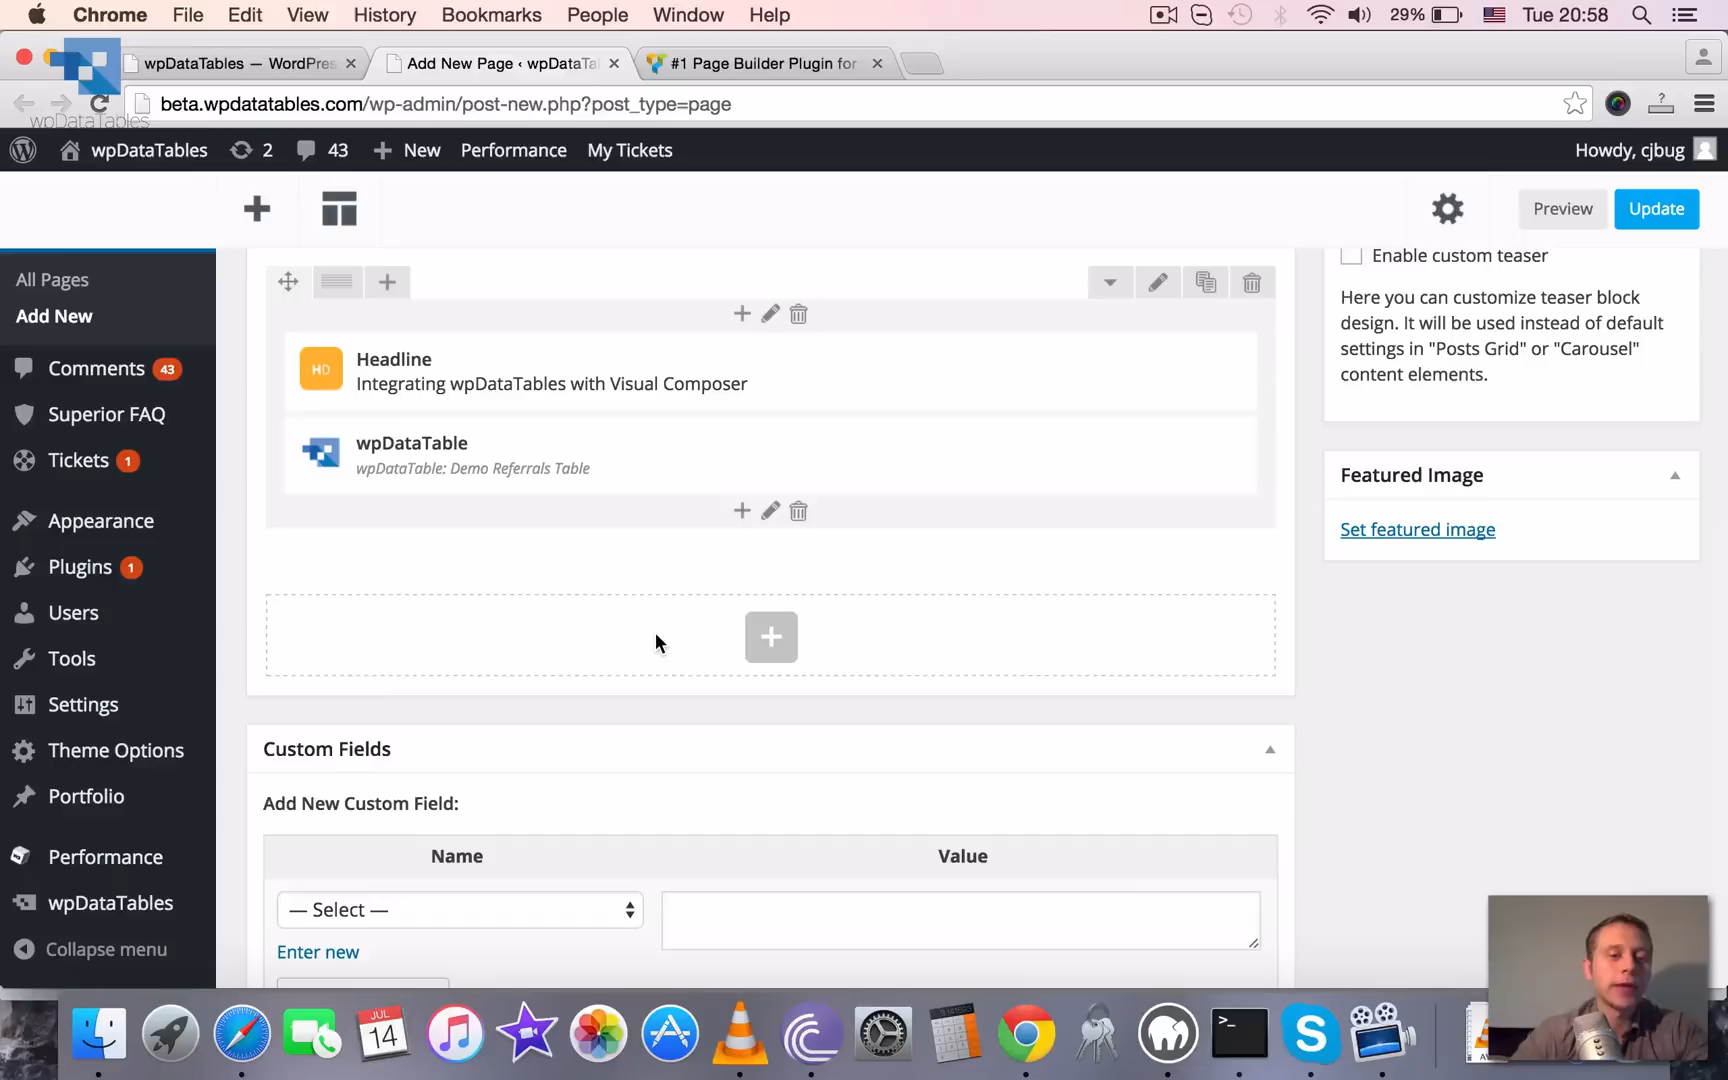 Chrome File Edit View History Bookmarks People Window Help 29% Tue 20:58
wpDataTables — WordPres
Add New Page ‹ wpDataTa
#1 Page Builder Plugin for
beta.wpdatatables.com/wp-admin/post-new.php?post_type=page
wpDataTables
wpDataTables 2 43 New Performance My Tickets Howdy, cjbug
Preview Update
All Pages
Add New
Comments 43
Superior FAQ
Tickets 1
Appearance
Plugins 1
Users
Tools
Settings
Theme Options
Portfolio
Performance
wpDataTables
Collapse menu
HD
Headline
Integrating wpDataTables with Visual Composer
wpDataTable
wpDataTable: Demo Referrals Table
Custom Fields
Add New Custom Field:
Name Value
— Select —
Enter new
Enable custom teaser
Here you can customize teaser block
design. It will be used instead of default
settings in "Posts Grid" or "Carousel"
content elements.
Featured Image
Set featured image
JUL
14